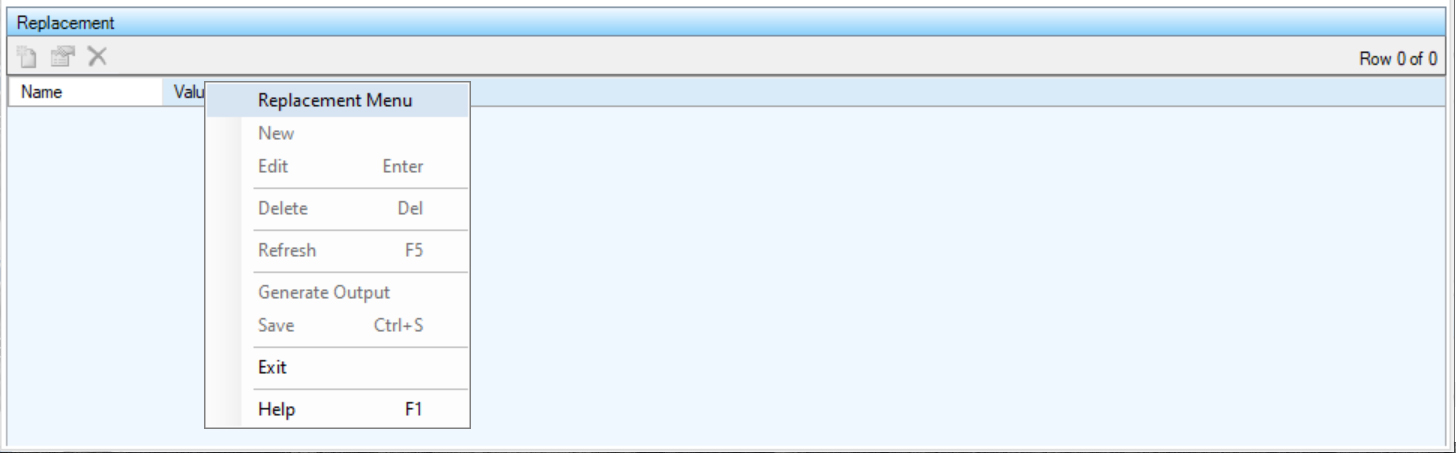 Replacement
Row 0 of 0
Name Valu
Replacement Menu
New
Edit Enter
Delete Del
Refresh F5
Generate Output
Save Ctrl+S
Exit
Help F1